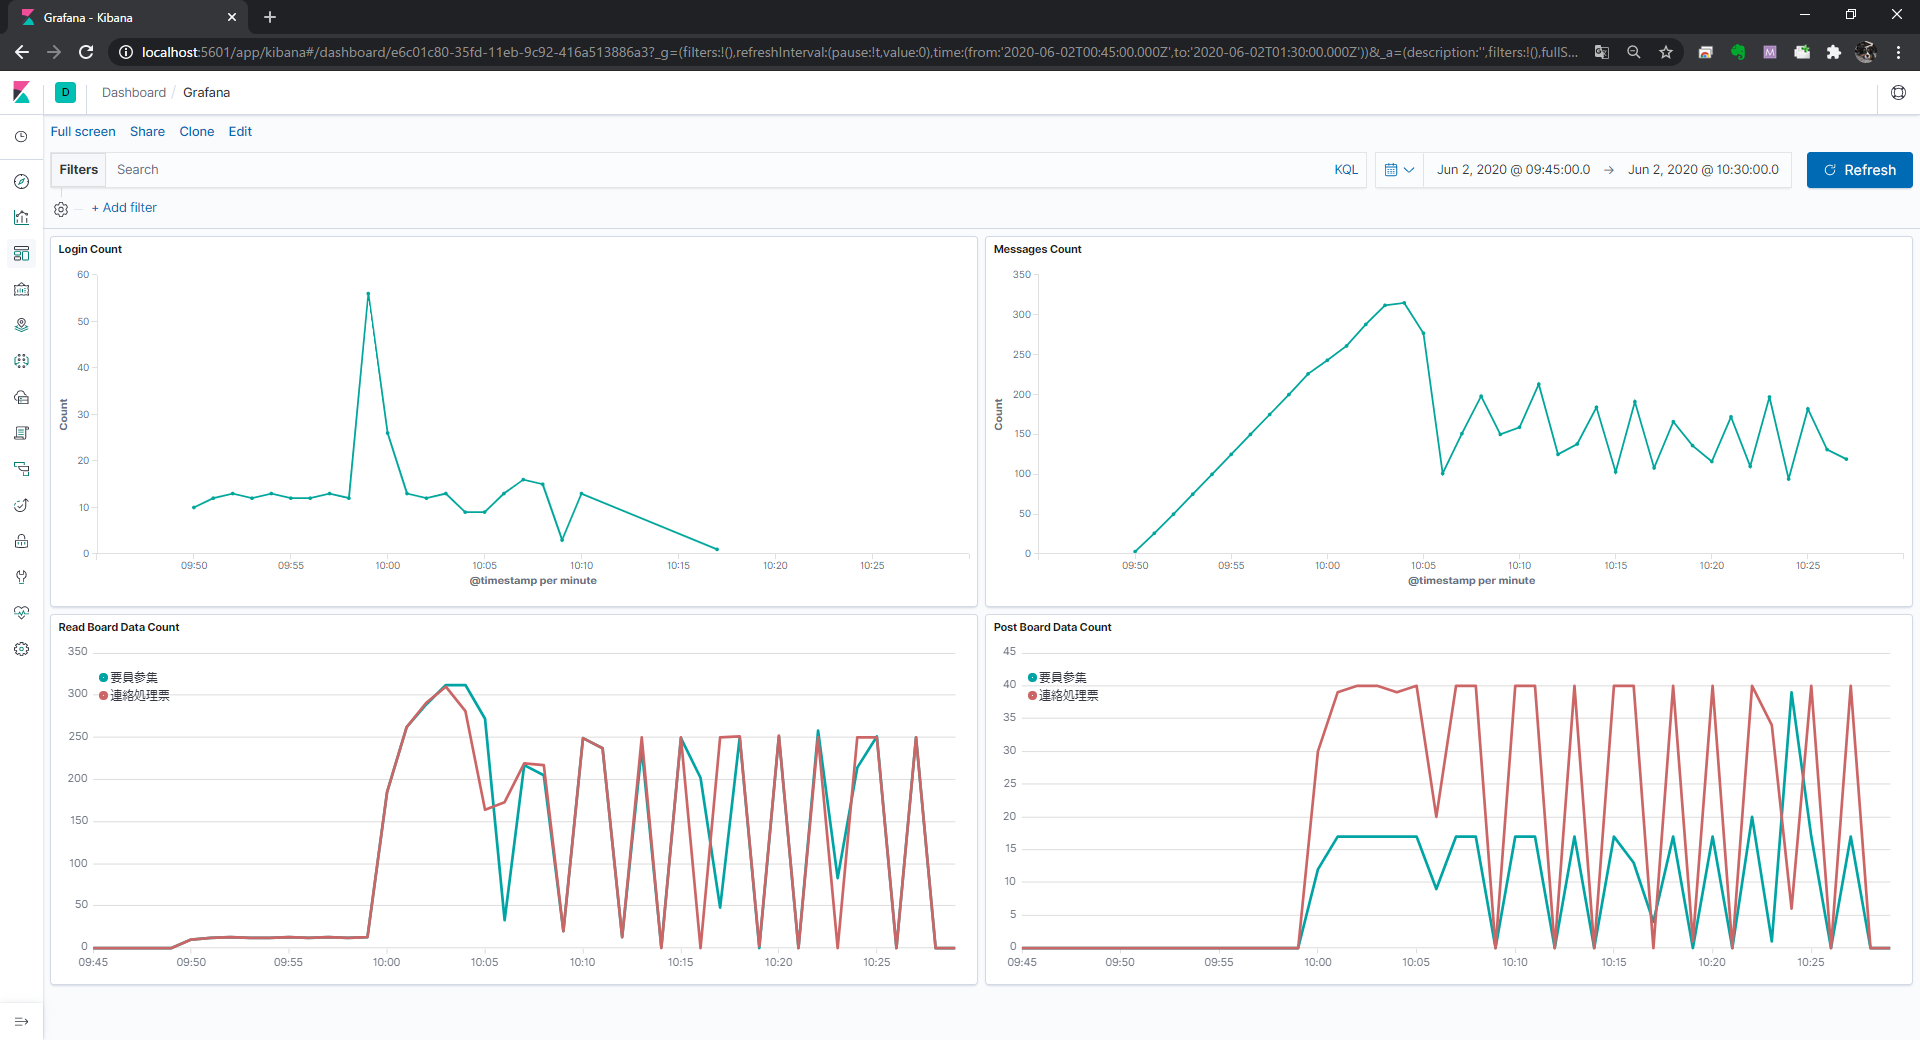 Grafana - Kibana
localhost:5601/app/kibana#/dashboard/e6c01c80-35fd-11eb-9c92-416a513886a3?_g=(filters:!(),refreshInterval:(pause:!t,value:0),time:(from:'2020-06-02T00:45:00.000Z',to:'2020-06-02T01:30:00.000Z'))&_a=(description:'',filters:!(),fullS...
D Dashboard / Grafana
Full screen Share Clone Edit
Filters Search KQL Jun 2, 2020 @ 09:45:00.0 → Jun 2, 2020 @ 10:30:00.0 Refresh
+ Add filter
Login Count
60
50
40
30
20
10
0
Count
09:50 09:55 10:00 10:05 10:10 10:15 10:20 10:25
@timestamp per minute
Messages Count
350
300
250
200
150
100
50
0
Count
09:50 09:55 10:00 10:05 10:10 10:15 10:20 10:25
@timestamp per minute
Read Board Data Count
350
300
250
200
150
100
50
0
要員参集
連絡処理票
09:45 09:50 09:55 10:00 10:05 10:10 10:15 10:20 10:25
Post Board Data Count
45
40
35
30
25
20
15
10
5
0
要員参集
連絡処理票
09:45 09:50 09:55 10:00 10:05 10:10 10:15 10:20 10:25